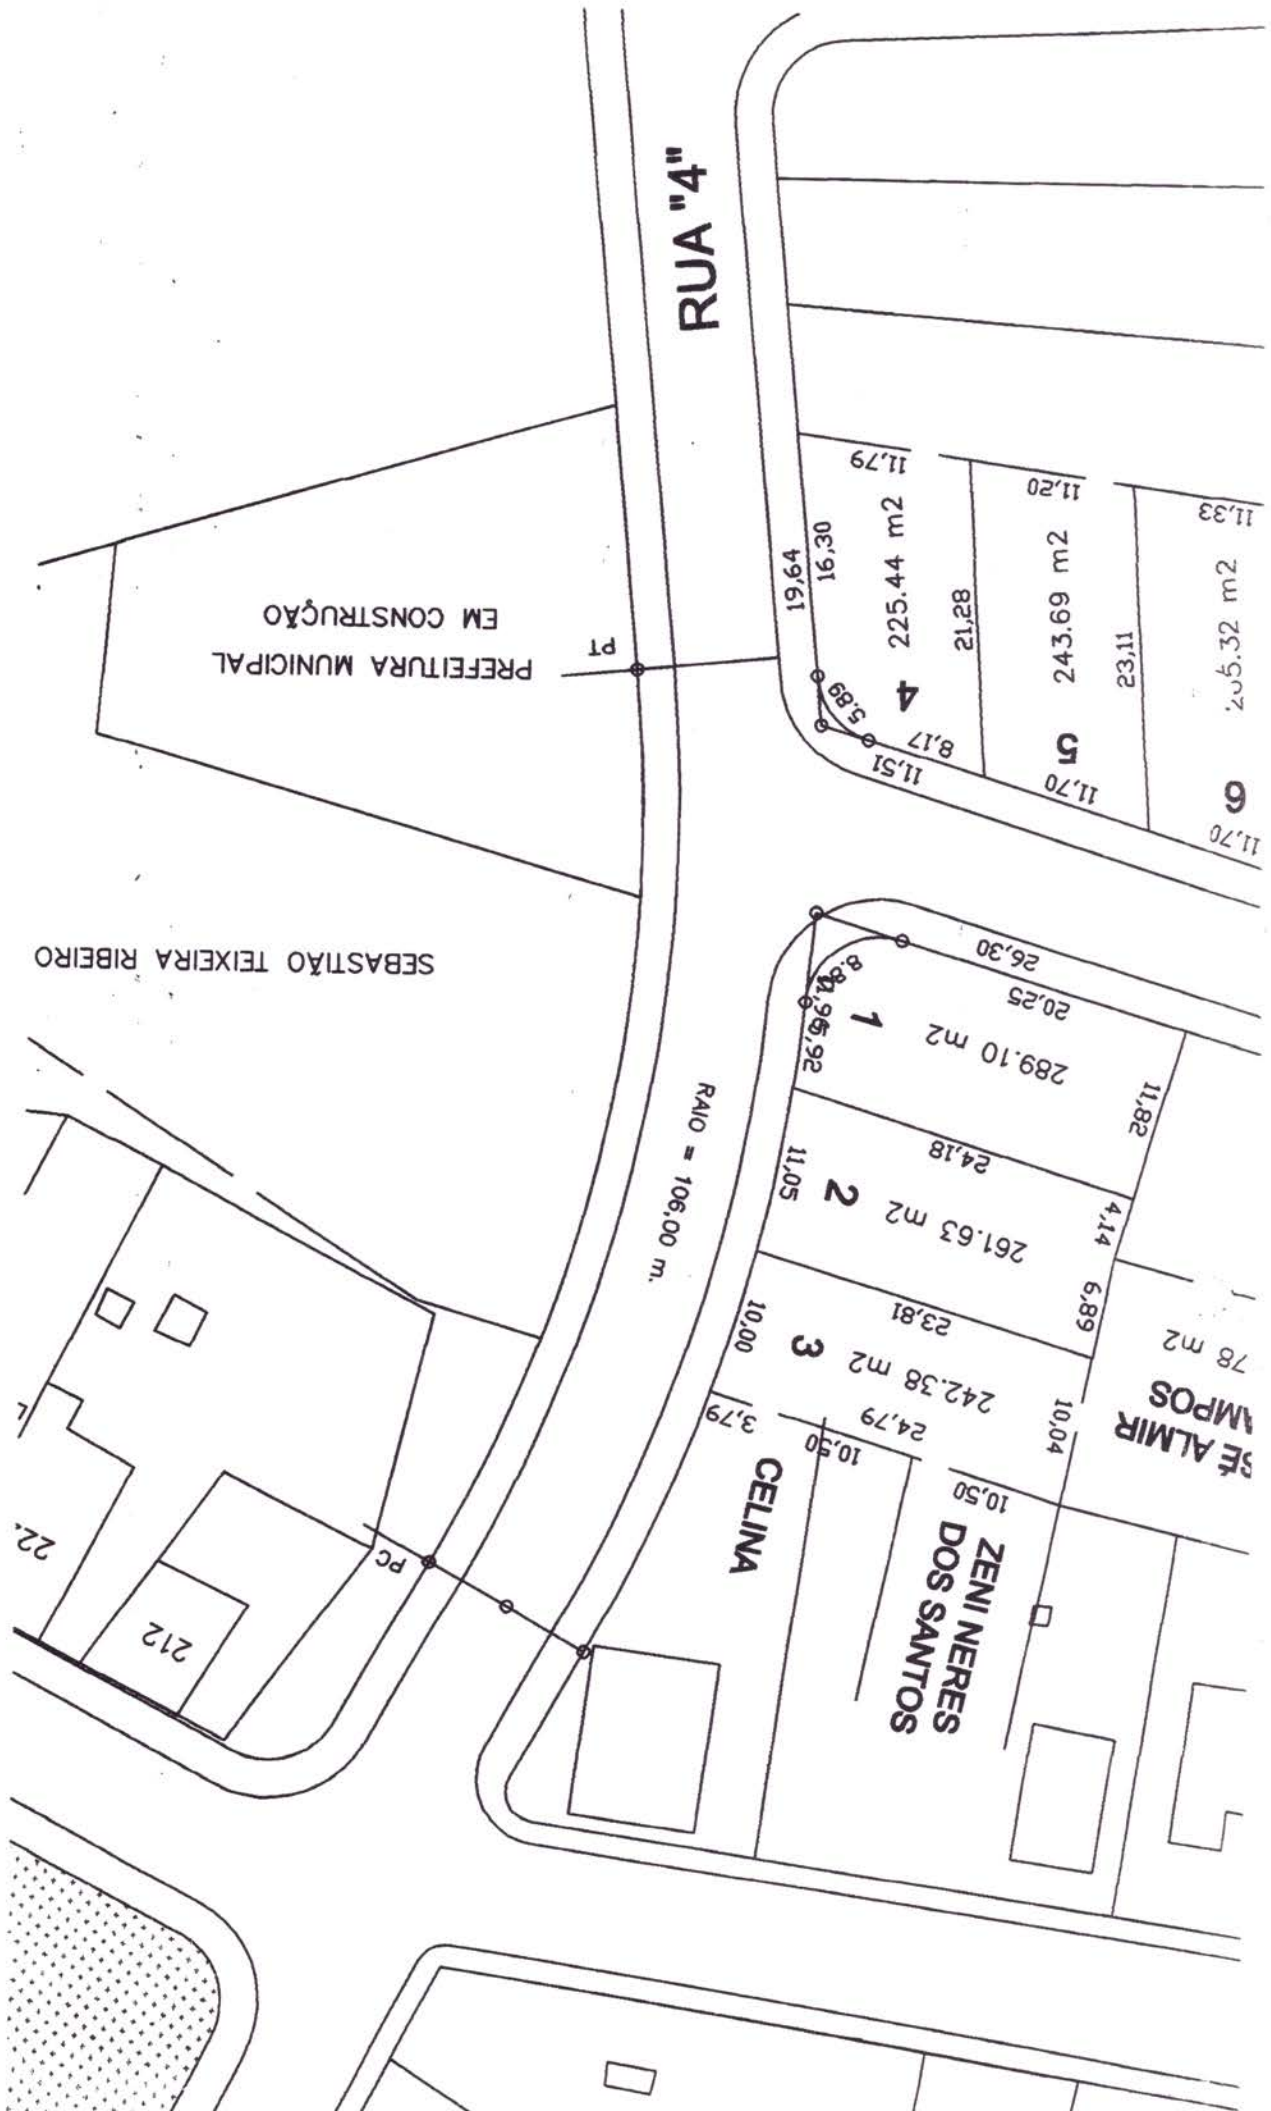 RUA "4"
11,79
11,20
11,33
19,64
16,30
225.44 m2
21,28
243.69 m2
23,11
4
5
6
5.89
8,17
11,51
11,70
11,70
PREFEITURA MUNICIPAL
EM CONSTRUÇÃO
PT
SEBASTIÃO TEIXEIRA RIBEIRO
26,30
20,25
1
289.10 m2
5,92
11,82
24,18
11,05
2
261.63 m2
4,14
6,89
RAIO = 106,00 m.
23,81
10,00
3
242.38 m2
10,04
24,79
3,79
10,50
10,50
78 m2
SÉ ALMIR
AMPOS
CELINA
ZENI NERES
DOS SANTOS
PC
212